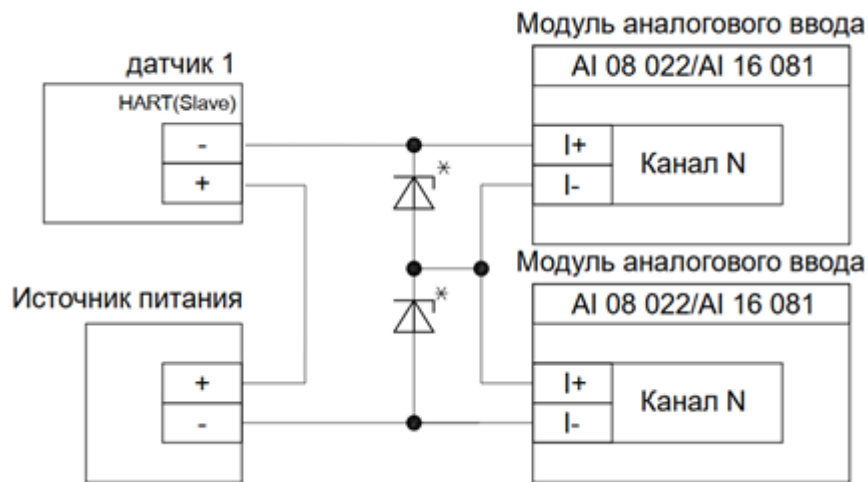 Модуль аналогового ввода
AI 08 022/AI 16 081
датчик 1
HART(Slave)
-
+
I+
I-
Канал N
*
Модуль аналогового ввода
AI 08 022/AI 16 081
*
Источник питания
+
-
I+
I-
Канал N